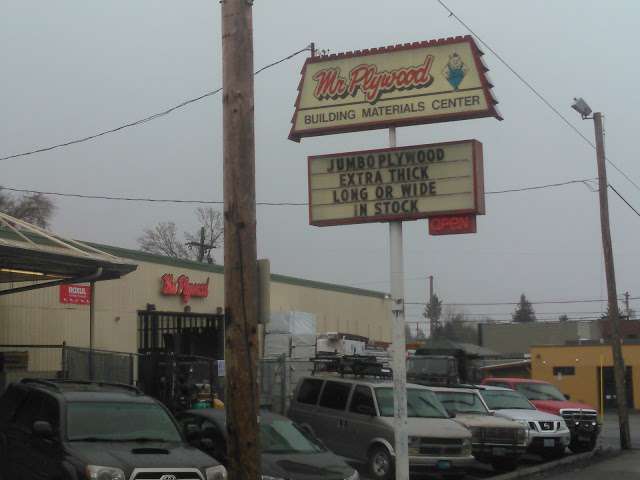 Mr. Plywood
BUILDING MATERIALS CENTER
JUMBO PLYWOOD
EXTRA THICK
LONG OR WIDE
IN STOCK
OPEN
Mr. Plywood